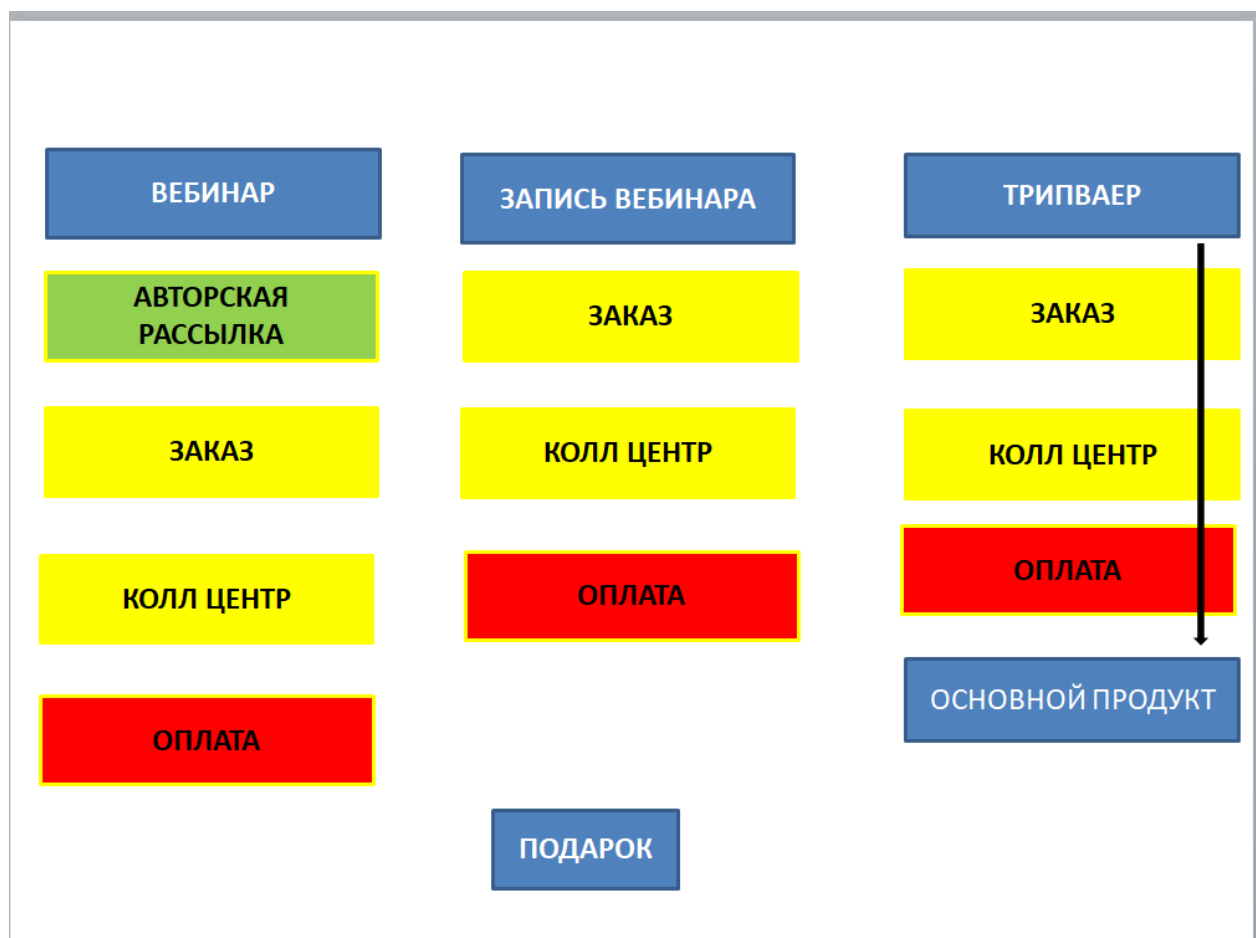 ВЕБИНАР
ЗАПИСЬ ВЕБИНАРА
ТРИПВАЕР
АВТОРСКАЯ
РАССЫЛКА
ЗАКАЗ
ЗАКАЗ
ЗАКАЗ
КОЛЛ ЦЕНТР
КОЛЛ ЦЕНТР
КОЛЛ ЦЕНТР
ОПЛАТА
ОПЛАТА
ОПЛАТА
ОСНОВНОЙ ПРОДУКТ
ПОДАРОК